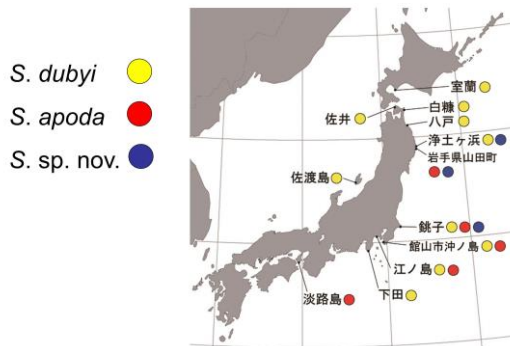 S. dubyi
S. apoda
S. sp. nov.
室蘭
白糠
佐井
八戸
浄土ヶ浜
岩手県山田町
佐渡島
銚子
館山市沖ノ島
江ノ島
淡路島
下田